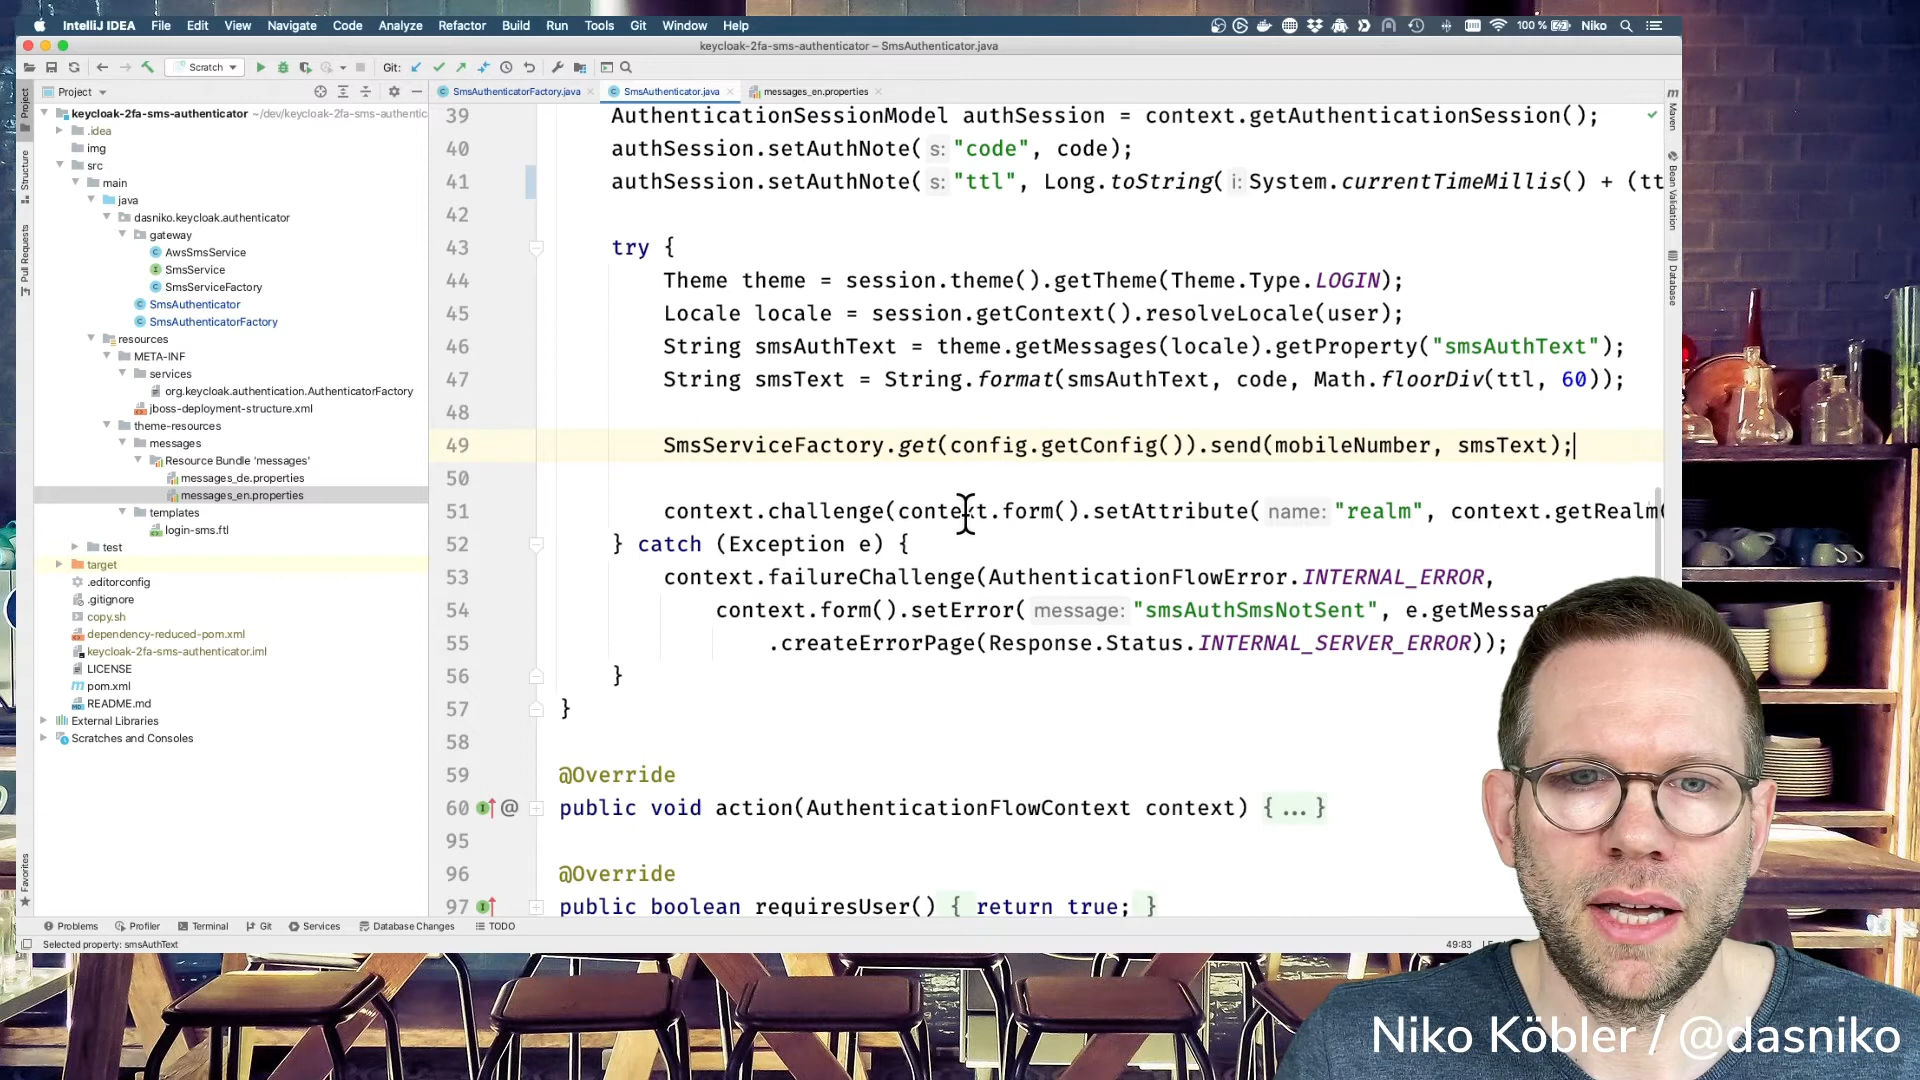 IntelliJ IDEA File Edit View Navigate Code Analyze Refactor Build Run Tools Git Window Help 100 % Niko
keycloak-2fa-sms-authenticator – SmsAuthenticator.java
Scratch Git:
Project SmsAuthenticatorFactory.java SmsAuthenticator.java messages_en.properties
Project
Structure
Pull Requests
Favorites
keycloak-2fa-sms-authenticator ~/dev/keycloak-2fa-sms-authentic
.idea
img
src
main
java
dasniko.keycloak.authenticator
gateway
AwsSmsService
SmsService
SmsServiceFactory
SmsAuthenticator
SmsAuthenticatorFactory
resources
META-INF
services
org.keycloak.authentication.AuthenticatorFactory
jboss-deployment-structure.xml
theme-resources
messages
Resource Bundle 'messages'
messages_de.properties
messages_en.properties
templates
login-sms.ftl
test
target
.editorconfig
.gitignore
copy.sh
dependency-reduced-pom.xml
keycloak-2fa-sms-authenticator.iml
LICENSE
pom.xml
README.md
External Libraries
Scratches and Consoles
39 AuthenticationSessionModel authSession = context.getAuthenticationSession();
40 authSession.setAuthNote( s: "code", code);
41 authSession.setAuthNote( s: "ttl", Long.toString( i: System.currentTimeMillis() + (tt
42
43 try {
44 Theme theme = session.theme().getTheme(Theme.Type.LOGIN);
45 Locale locale = session.getContext().resolveLocale(user);
46 String smsAuthText = theme.getMessages(locale).getProperty("smsAuthText");
47 String smsText = String.format(smsAuthText, code, Math.floorDiv(ttl, 60));
48
49 SmsServiceFactory.get(config.getConfig()).send(mobileNumber, smsText);
50
51 context.challenge(context.form().setAttribute( name: "realm", context.getRealm(
52 } catch (Exception e) {
53 context.failureChallenge(AuthenticationFlowError.INTERNAL_ERROR,
54 context.form().setError( message: "smsAuthSmsNotSent", e.getMessag
55 .createErrorPage(Response.Status.INTERNAL_SERVER_ERROR));
56 }
57 }
58
59 @Override
60 @ public void action(AuthenticationFlowContext context) {...}
95
96 @Override
97 public boolean requiresUser() { return true; }
m
Maven
Bean Validation
Database
Problems Profiler Terminal Git Services Database Changes TODO
Selected property: smsAuthText 49:83
Niko Köbler / @dasniko